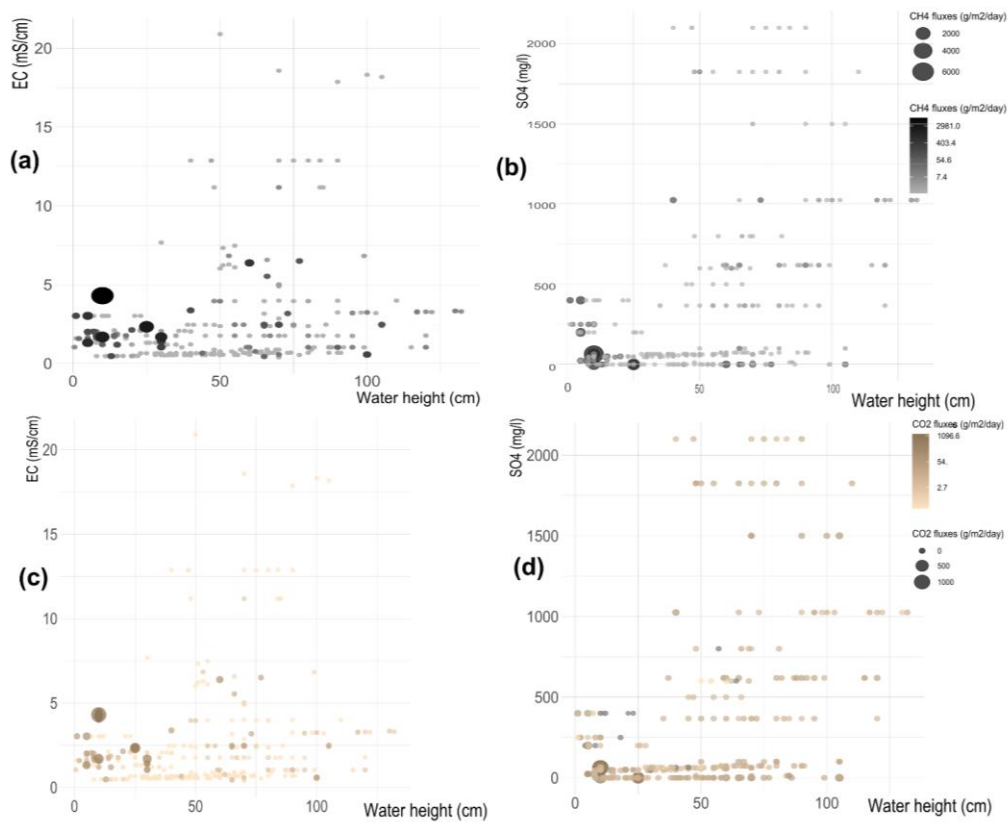 (a)
EC (mS/cm)
20
15
10
5
0
0
50
100
Water height (cm)
(b)
SO4 (mg/l)
2000
1500
1000
500
0
0
50
100
Water height (cm)
CH4 fluxes (g/m2/day)
2000
4000
6000
CH4 fluxes (g/m2/day)
2981.0
403.4
54.6
7.4
(c)
EC (mS/cm)
20
15
10
5
0
0
50
100
Water height (cm)
(d)
SO4 (mg/l)
2000
1500
1000
500
0
0
50
100
Water height (cm)
CO2 fluxes (g/m2/day)
1096.6
54.
2.7
CO2 fluxes (g/m2/day)
0
500
1000